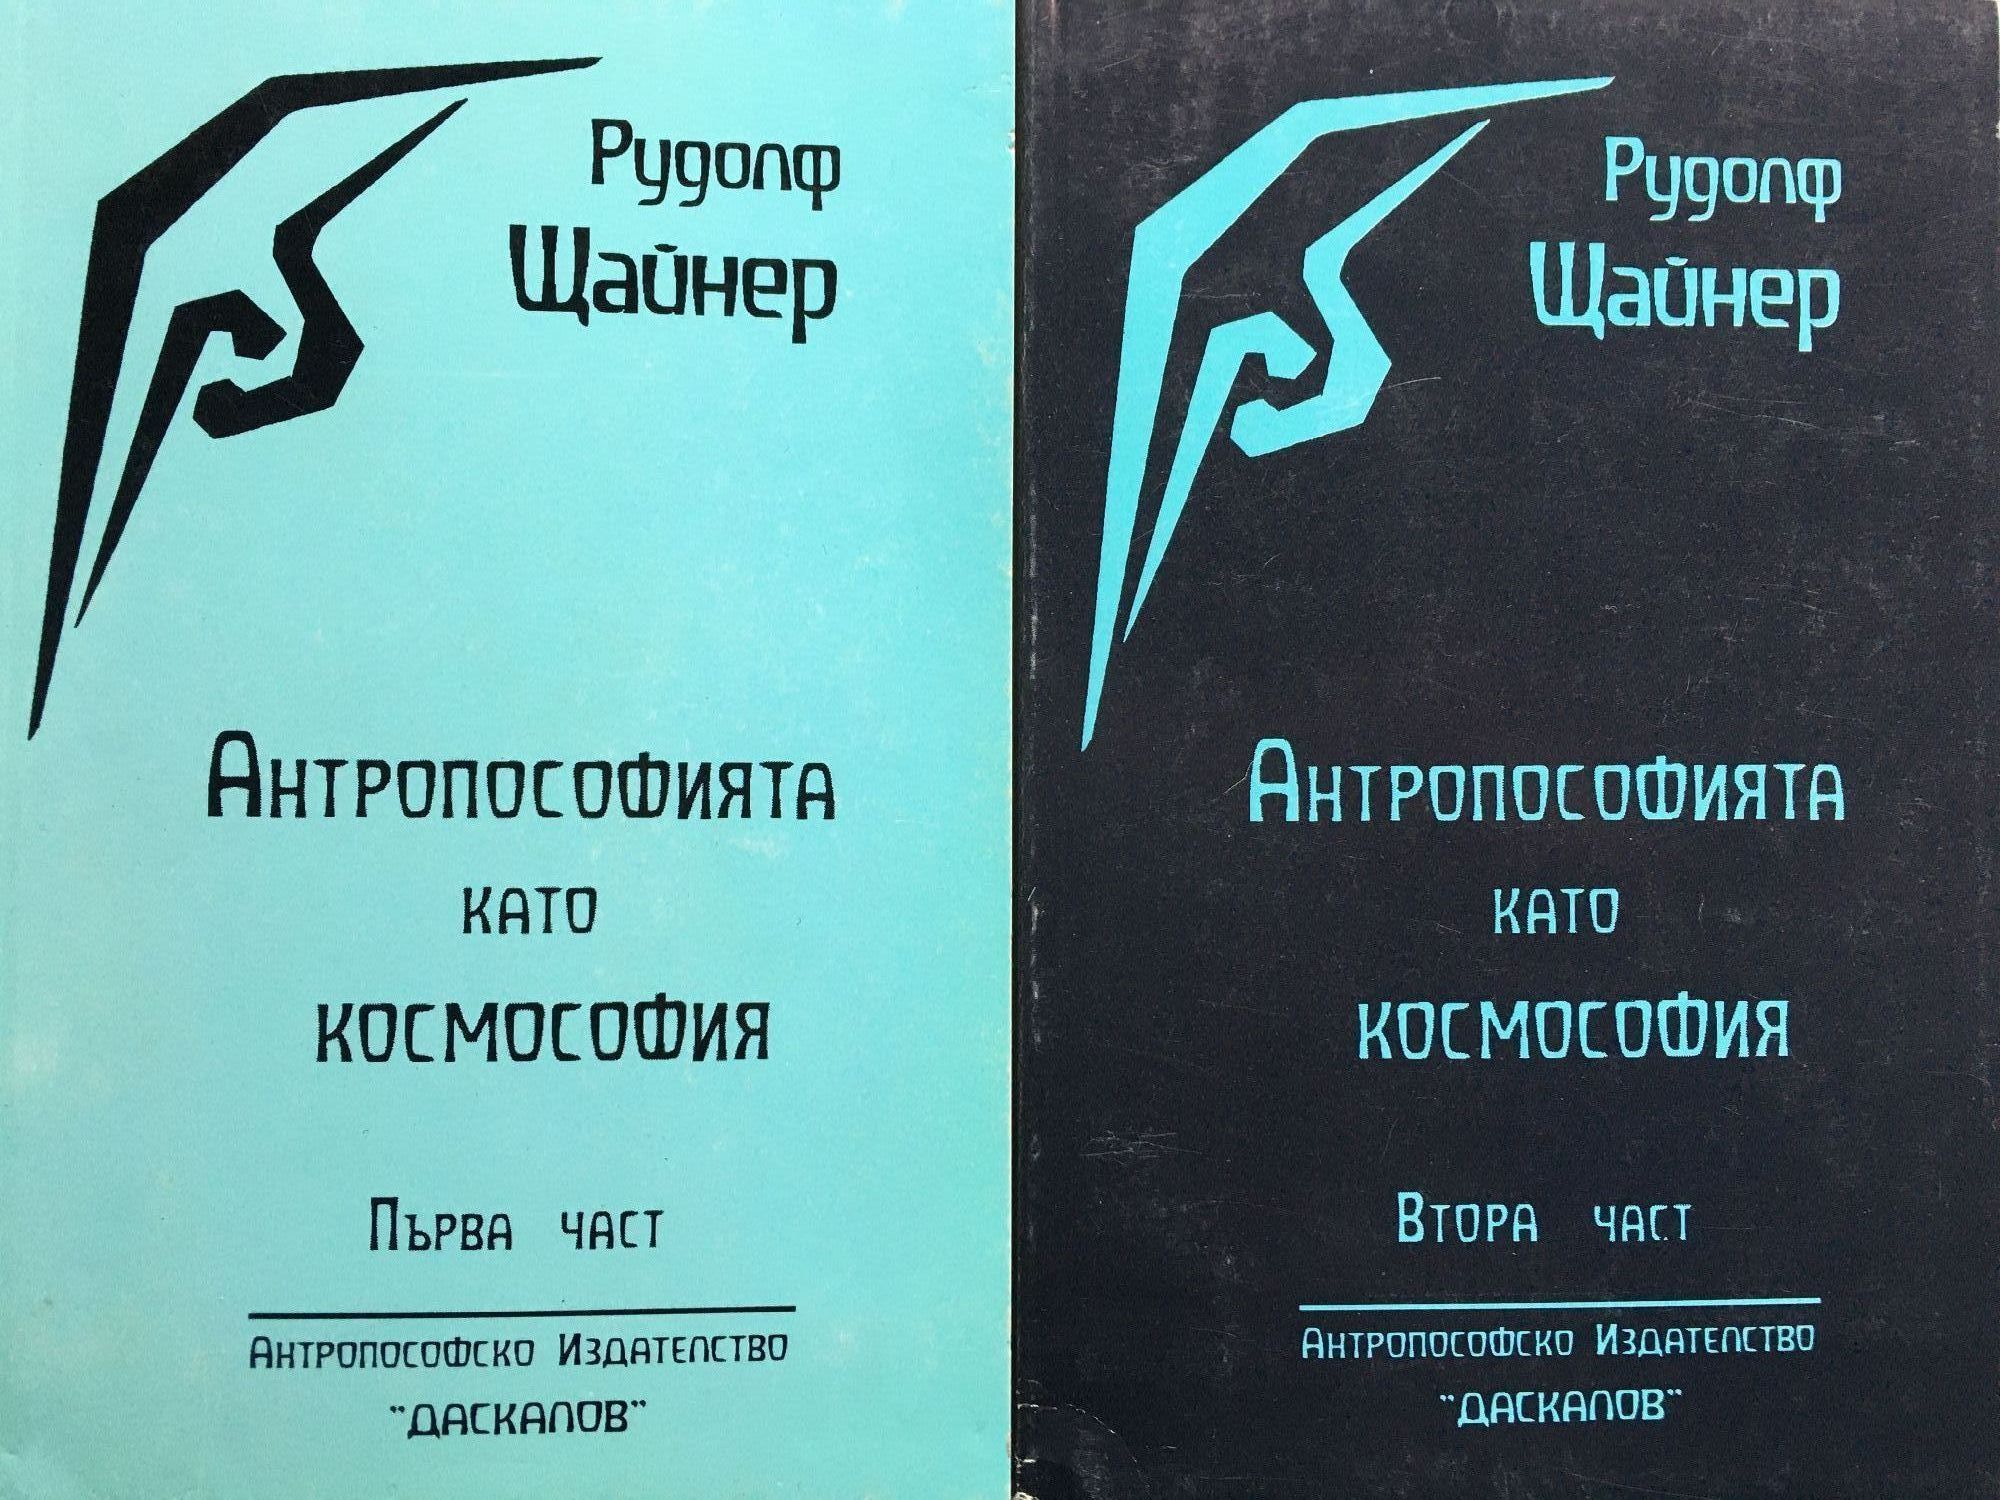 Рудолф
Щайнер
Антропософията
като
космософия
Първа част
Антропософско Издателство
"Даскалов"
Рудолф
Щайнер
Антропософията
като
космософия
Втора част
Антропософско Издателство
"Даскалов"